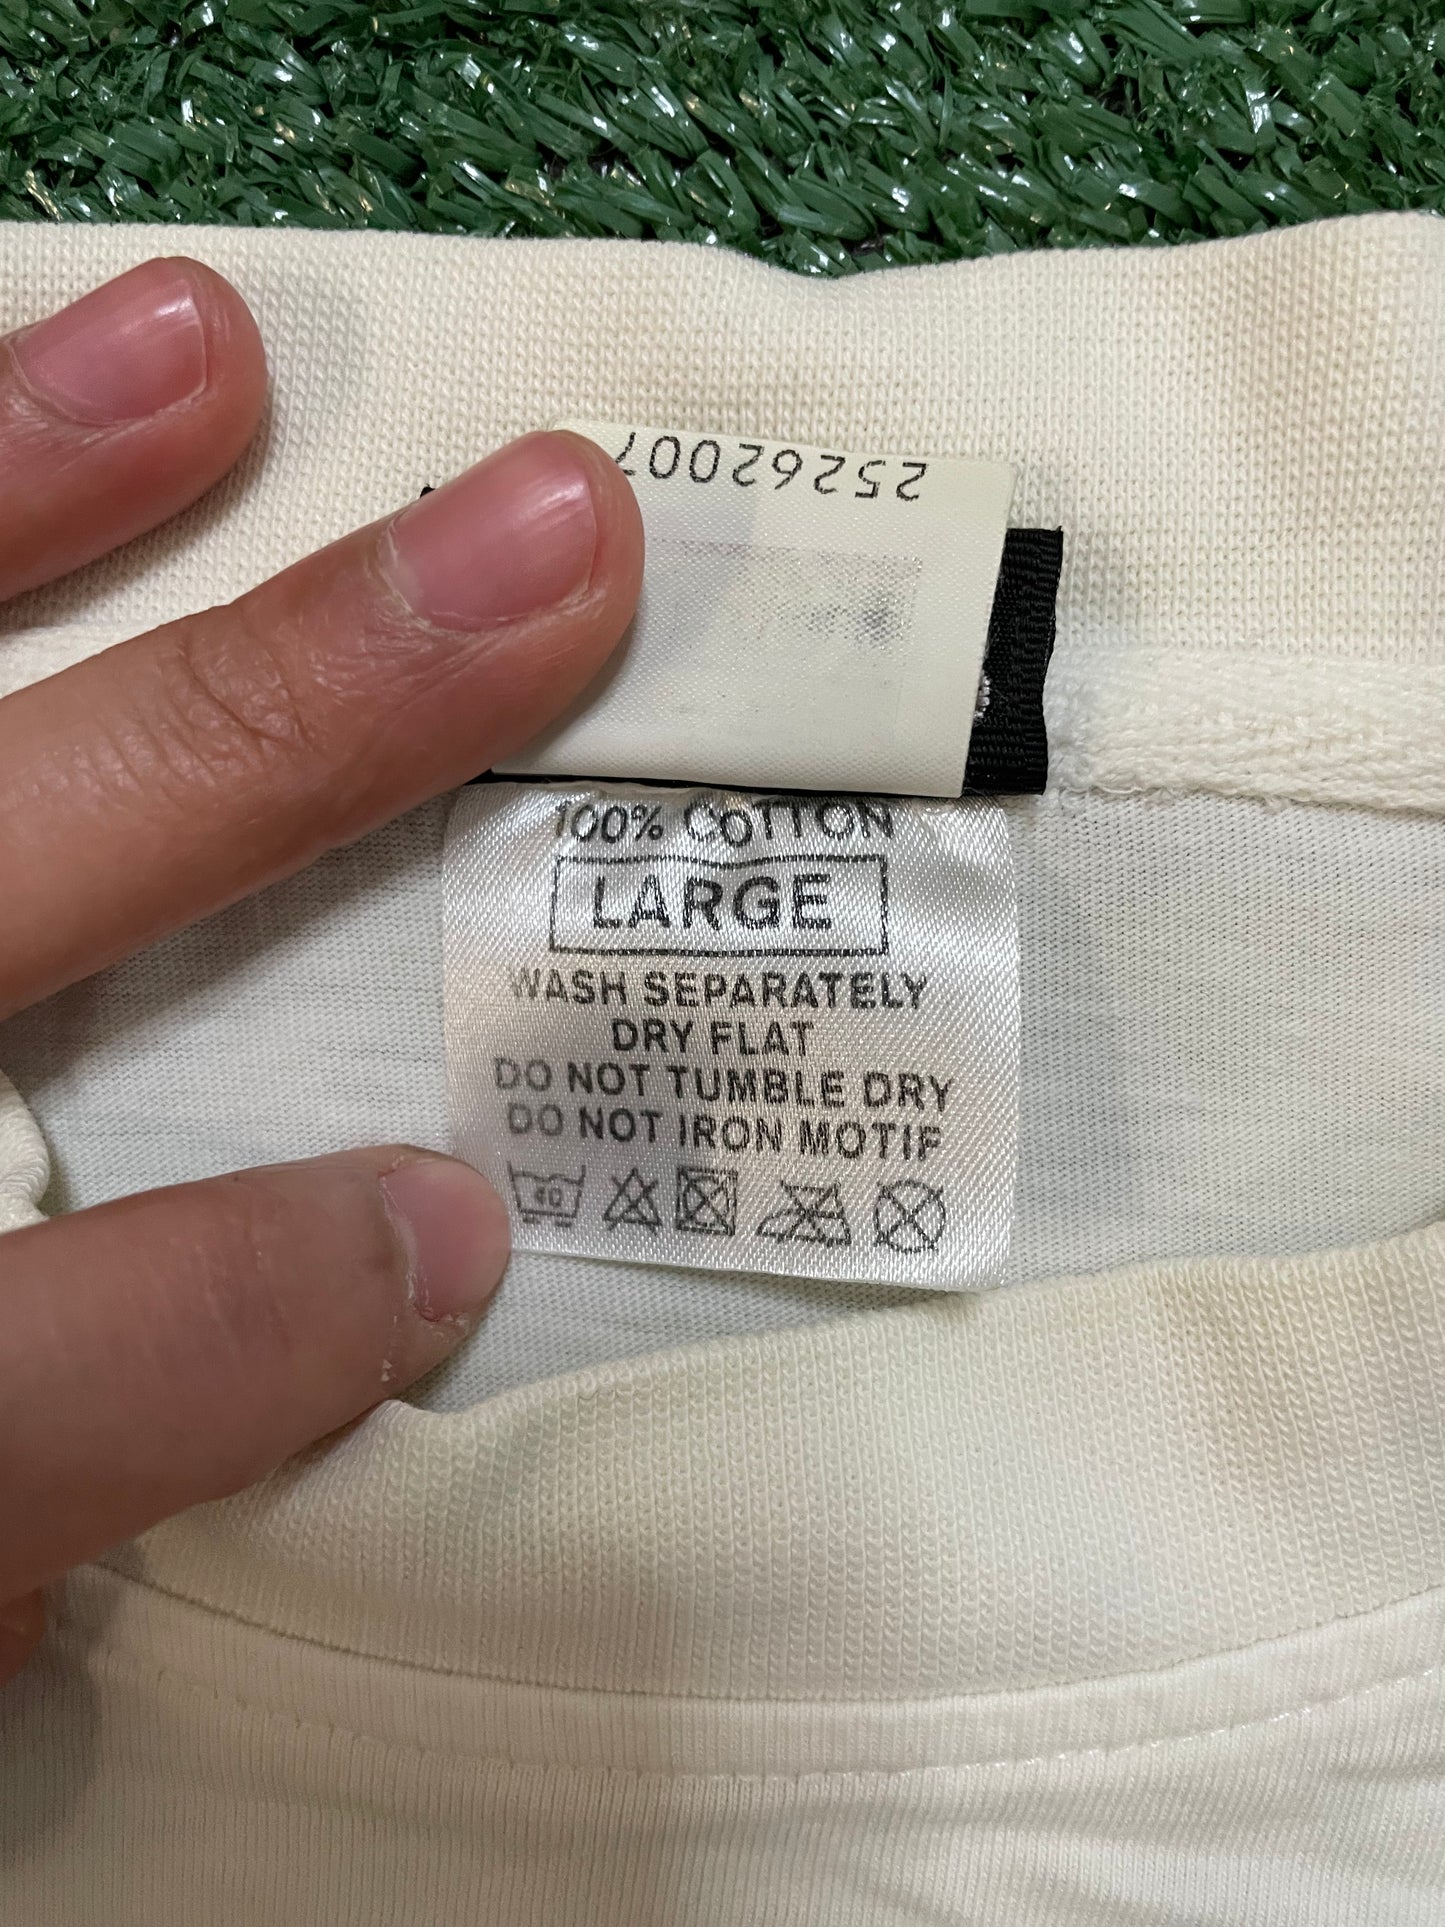 25262007
100% COTTON
LARGE
WASH SEPARATELY
DRY FLAT
DO NOT TUMBLE DRY
DO NOT IRON MOTIF
40